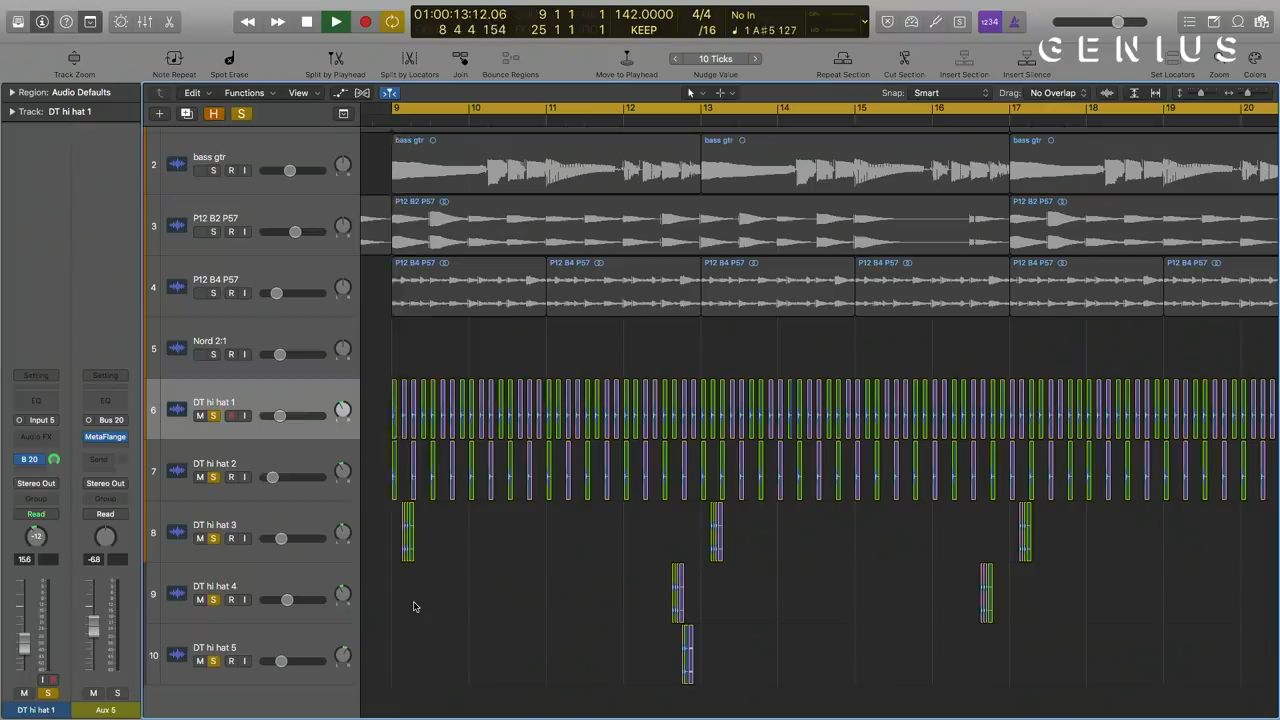 01:00:13:12.06 9 1 1 142.0000 4/4 No In
8 4 4 154 25 1 1 KEEP /16 1 A#5 127
1234
GENIUS
Track Zoom Note Repeat Spot Erase Split by Playhead Split by Locators Join Bounce Regions Move to Playhead 10 Ticks Nudge Value Repeat Section Cut Section Insert Section Insert Silence Set Locators Zoom Colors
Region: Audio Defaults
Edit Functions View Snap: Smart Drag: No Overlap
Track: DT hi hat 1
H S
9 10 11 12 13 14 15 16 17 18 19 20
2 bass gtr S R I
bass gtr bass gtr bass gtr
3 P12 B2 P57 S R I
P12 B2 P57 P12 B2 P57
4 P12 B4 P57 S R I
P12 B4 P57 P12 B4 P57 P12 B4 P57 P12 B4 P57 P12 B4 P57 P12 B4 P57
5 Nord 2:1 S R I
6 DT hi hat 1 M S R I
7 DT hi hat 2 M S R I
8 DT hi hat 3 M S R I
9 DT hi hat 4 M S R I
10 DT hi hat 5 M S R I
Setting Setting
EQ EQ
Input 5 Bus 20
Audio FX MetaFlange
B 20 Send
Stereo Out Stereo Out
Group Group
Read Read
-12
15.6 -6.8
I R
M S M S
DT hi hat 1 Aux 5